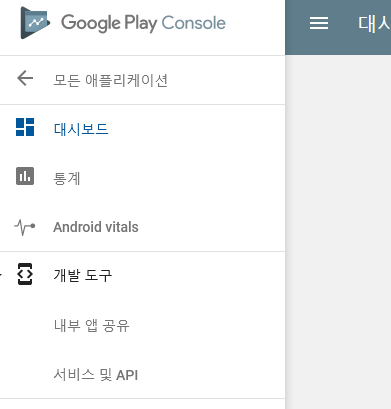 Google Play Console
대시
모든 애플리케이션
대시보드
통계
Android vitals
개발 도구
내부 앱 공유
서비스 및 API